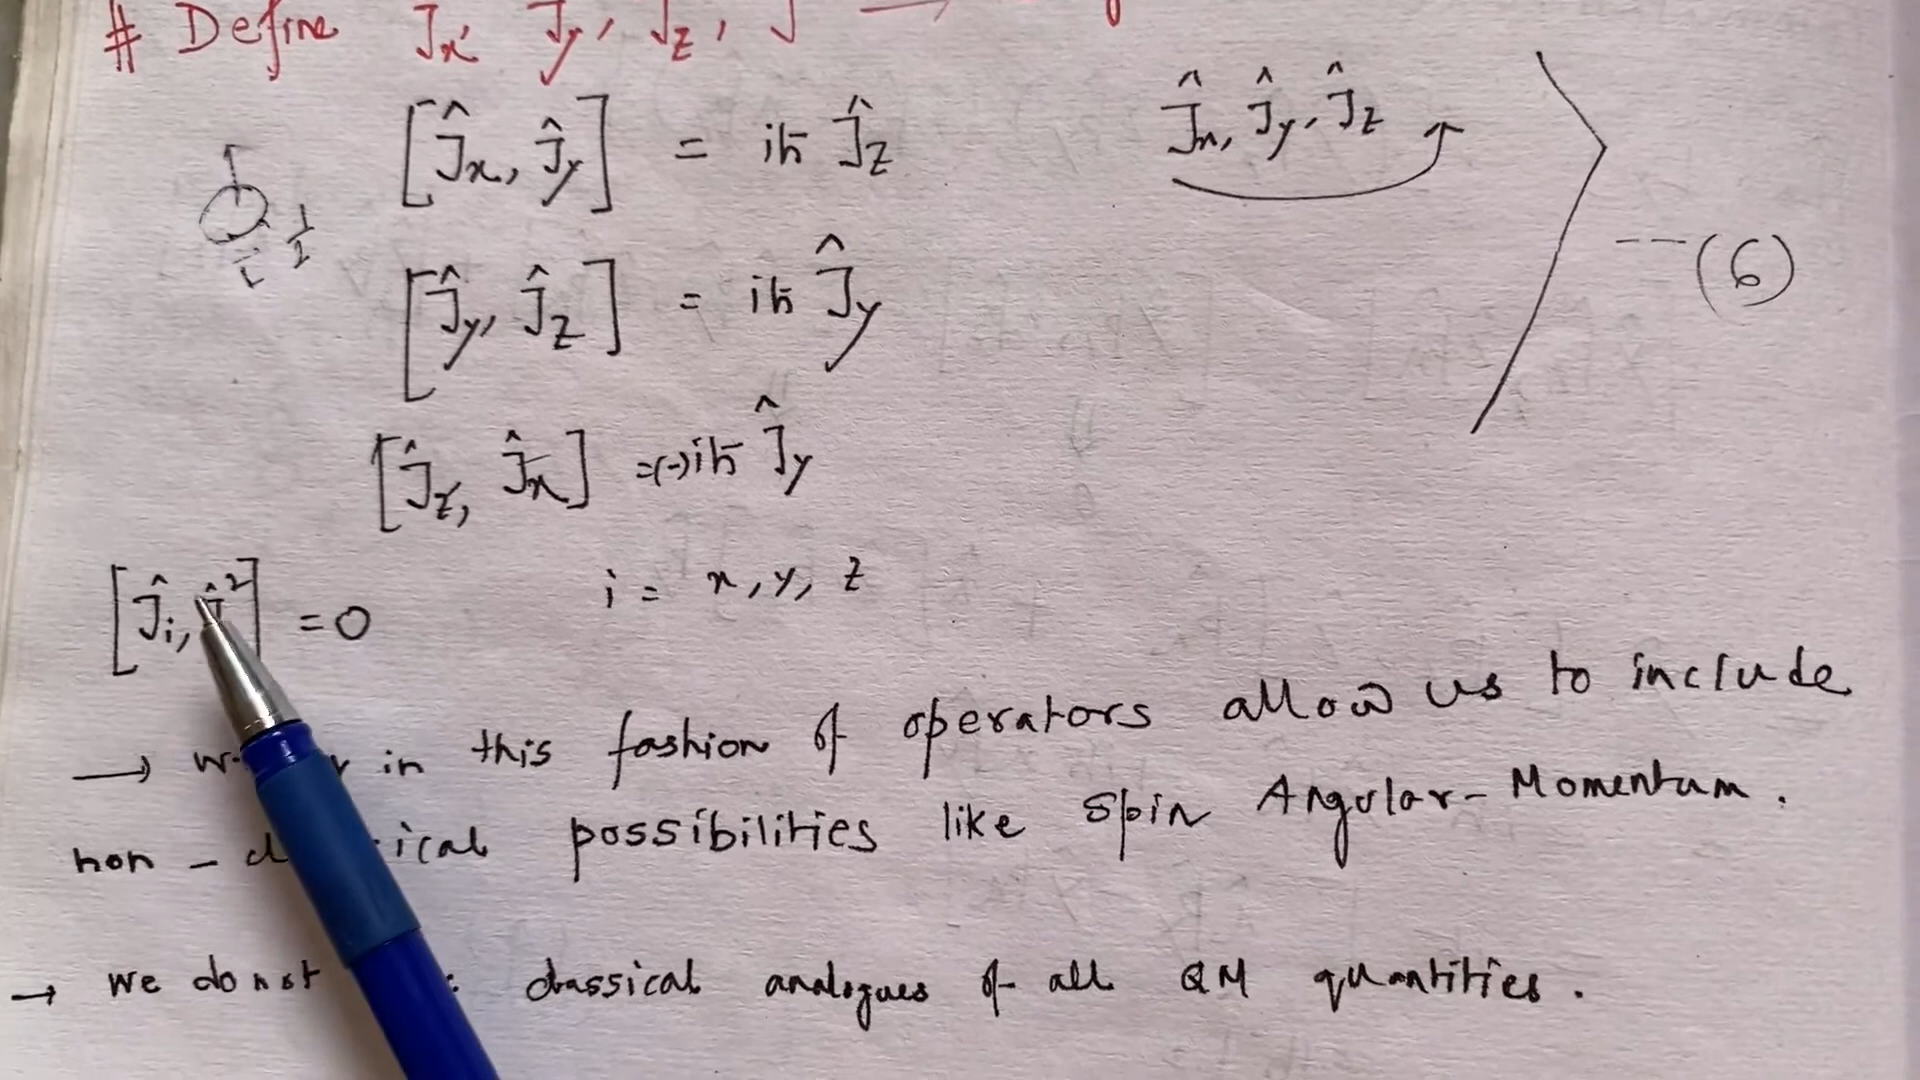 # Define Jx, Jy, Jz, J →
[Ĵx, Ĵy] = iħ Ĵz
Ĵx, Ĵy, Ĵz
[Ĵy, Ĵz] = iħ Ĵy
--(6)
[Ĵz, Ĵx] =(-)iħ Ĵy
[Ĵi, Ĵ²] = 0
i = x, y, z
→ in this fashion of operators allow us to include
non - possibilities like spin Angular-Momentum.
→ we do not classical analogues of all QM quantities.